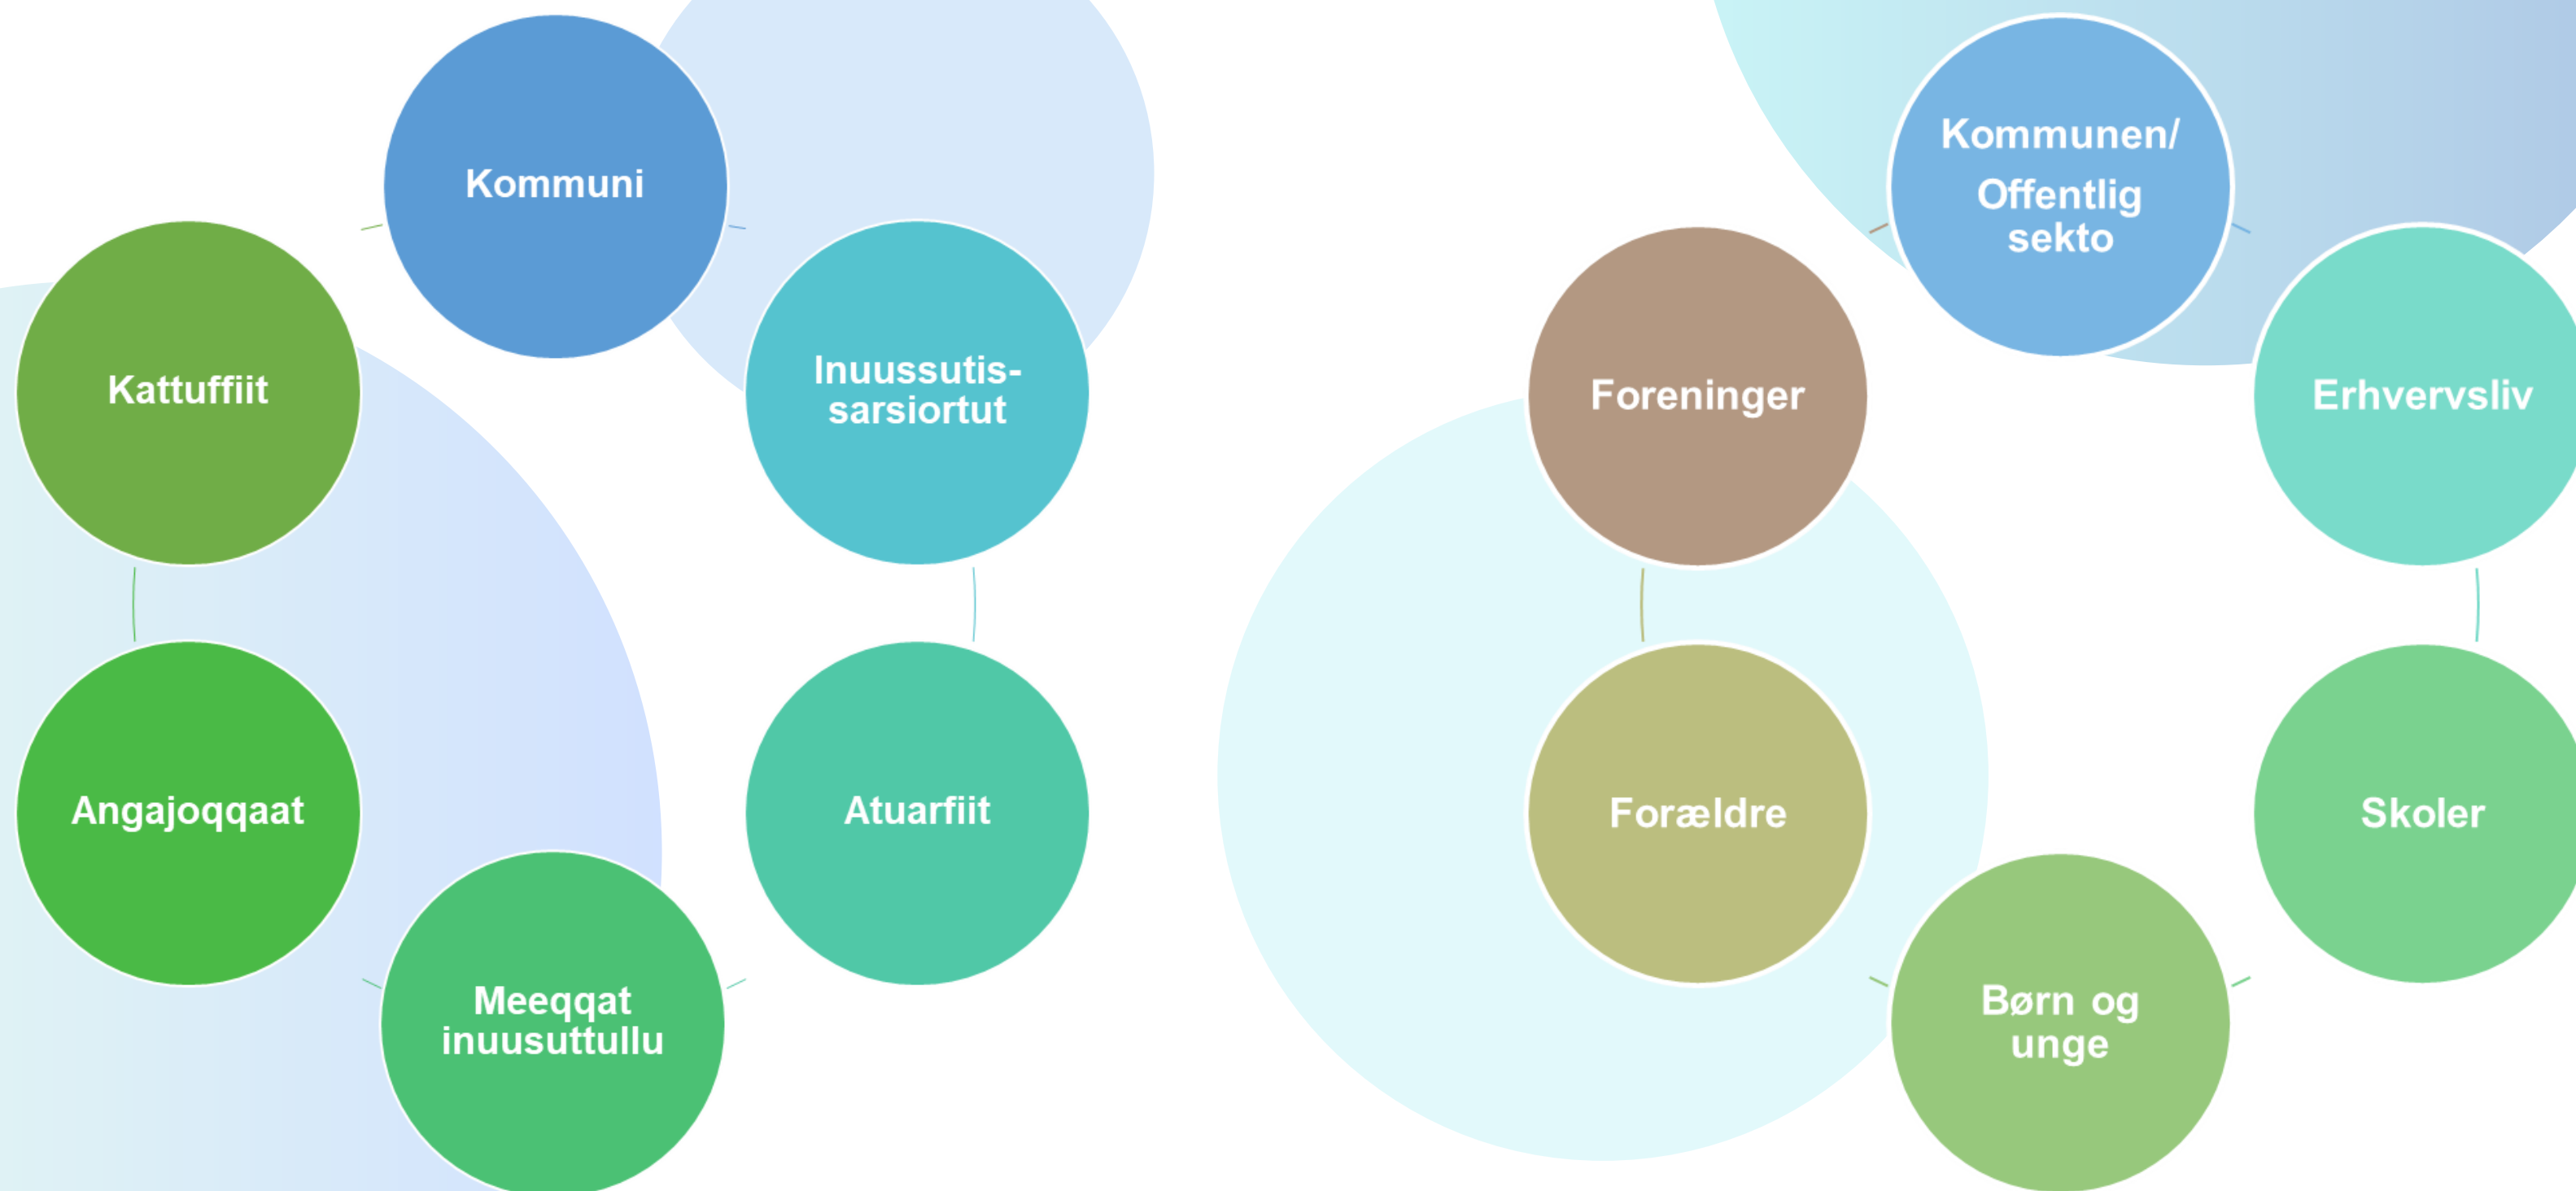 Kommuni
Inuussutis-
sarsiortut
Atuarfiit
Meeqqat
inuusuttullu
Angajoqqaat
Kattuffiit
Kommunen/
Offentlig
sekto
Erhvervsliv
Skoler
Børn og
unge
Forældre
Foreninger